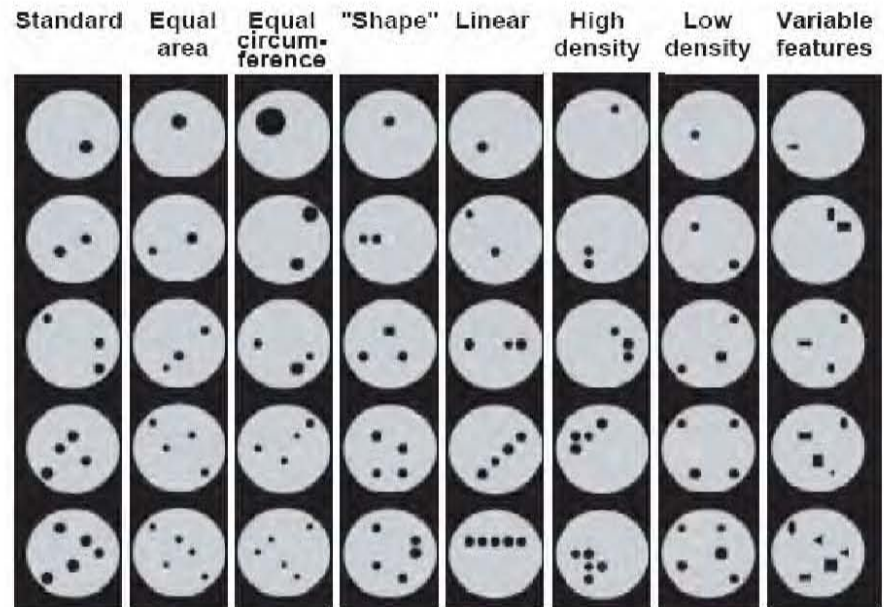 Standard
Equal
area
Equal
circum-
ference
"Shape"
Linear
High
density
Low
density
Variable
features